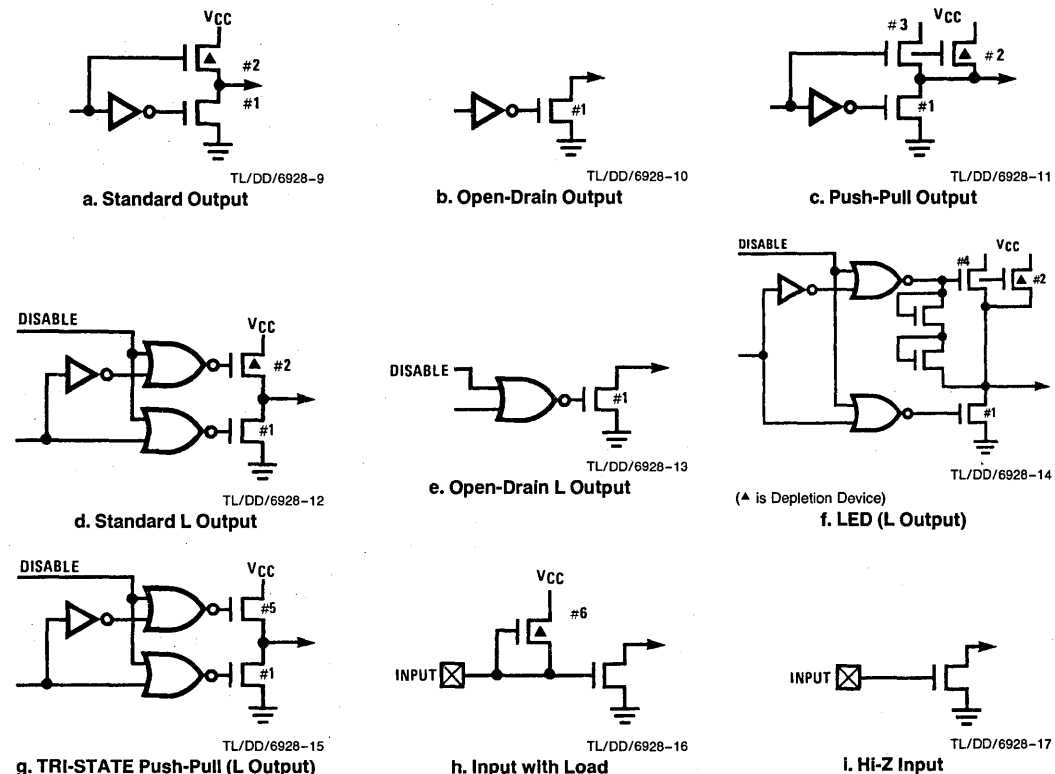 VCC
#2
#1
TL/DD/6928-9
a. Standard Output
#1
TL/DD/6928-10
b. Open-Drain Output
#3
VCC
#2
#1
TL/DD/6928-11
c. Push-Pull Output
DISABLE
VCC
#2
#1
TL/DD/6928-12
d. Standard L Output
DISABLE
#1
TL/DD/6928-13
e. Open-Drain L Output
DISABLE
VCC
#4
#2
#1
TL/DD/6928-14
(▲ is Depletion Device)
f. LED (L Output)
DISABLE
VCC
#5
#1
TL/DD/6928-15
g. TRI-STATE Push-Pull (L Output)
VCC
#6
INPUT
TL/DD/6928-16
h. Input with Load
INPUT
TL/DD/6928-17
i. Hi-Z Input